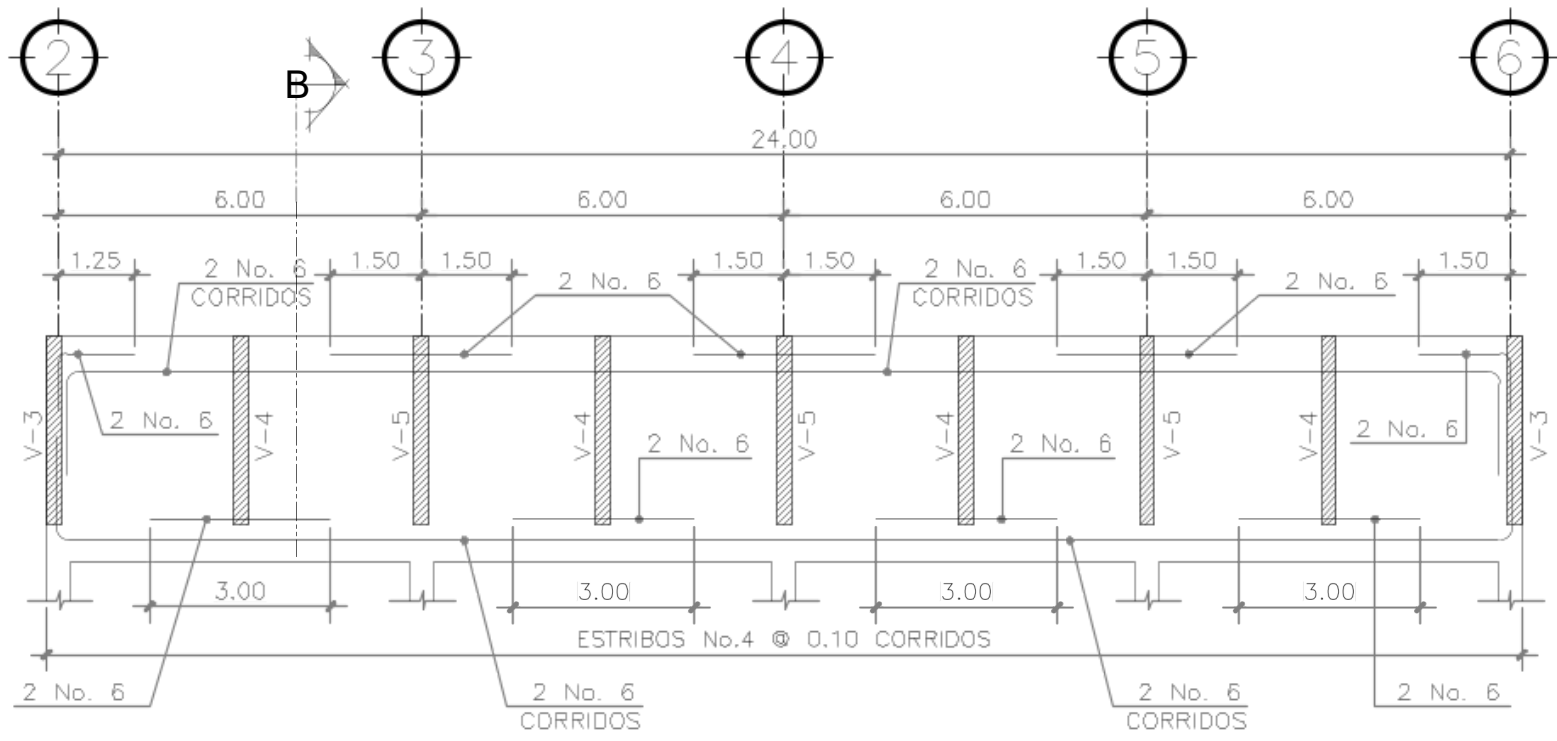 2 3 4 5 6
B
24.00
6.00 6.00 6.00 6.00
1.25 1.50 1.50 1.50 1.50 1.50 1.50 1.50
2 No. 6
CORRIDOS
2 No. 6
2 No. 6
CORRIDOS
2 No. 6
V-3 V-4 V-5 V-4 V-5 V-4 V-5 V-4 V-3
2 No. 6
2 No. 6
2 No. 6
2 No. 6
3.00 3.00 3.00 3.00
ESTRIBOS No.4 @ 0.10 CORRIDOS
2 No. 6
2 No. 6
CORRIDOS
2 No. 6
CORRIDOS
2 No. 6